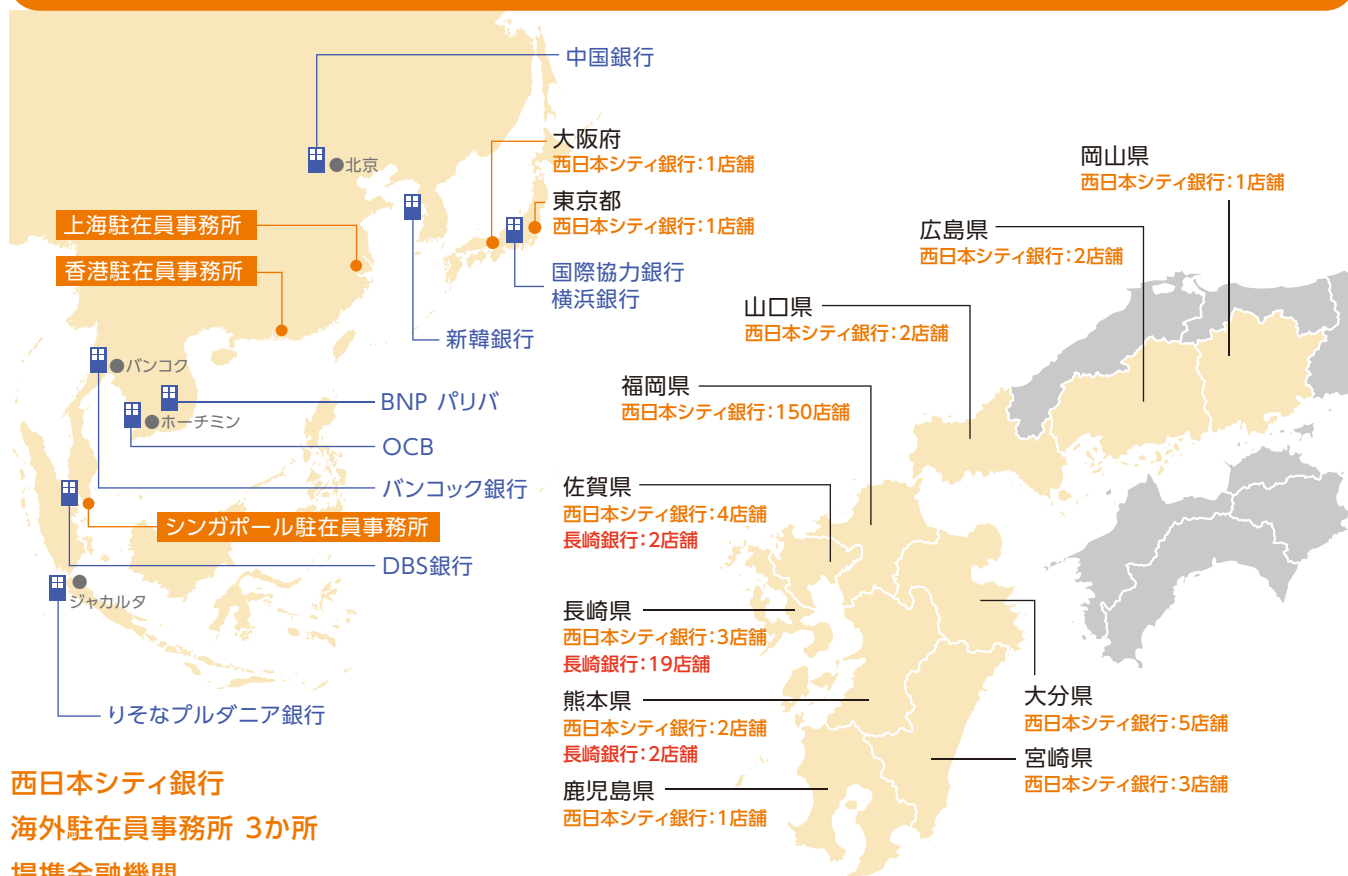 中国銀行
●北京
大阪府
西日本シティ銀行:1店舗
東京都
西日本シティ銀行:1店舗
上海駐在員事務所
香港駐在員事務所
国際協力銀行
横浜銀行
新韓銀行
●バンコク
BNP パリバ
●ホーチミン
OCB
バンコック銀行
シンガポール駐在員事務所
DBS銀行
ジャカルタ
りそなプルダニア銀行
岡山県
西日本シティ銀行:1店舗
広島県
西日本シティ銀行:2店舗
山口県
西日本シティ銀行:2店舗
福岡県
西日本シティ銀行:150店舗
佐賀県
西日本シティ銀行:4店舗
長崎銀行:2店舗
長崎県
西日本シティ銀行:3店舗
長崎銀行:19店舗
熊本県
西日本シティ銀行:2店舗
長崎銀行:2店舗
鹿児島県
西日本シティ銀行:1店舗
大分県
西日本シティ銀行:5店舗
宮崎県
西日本シティ銀行:3店舗
西日本シティ銀行
海外駐在員事務所 3か所
提携金融機関